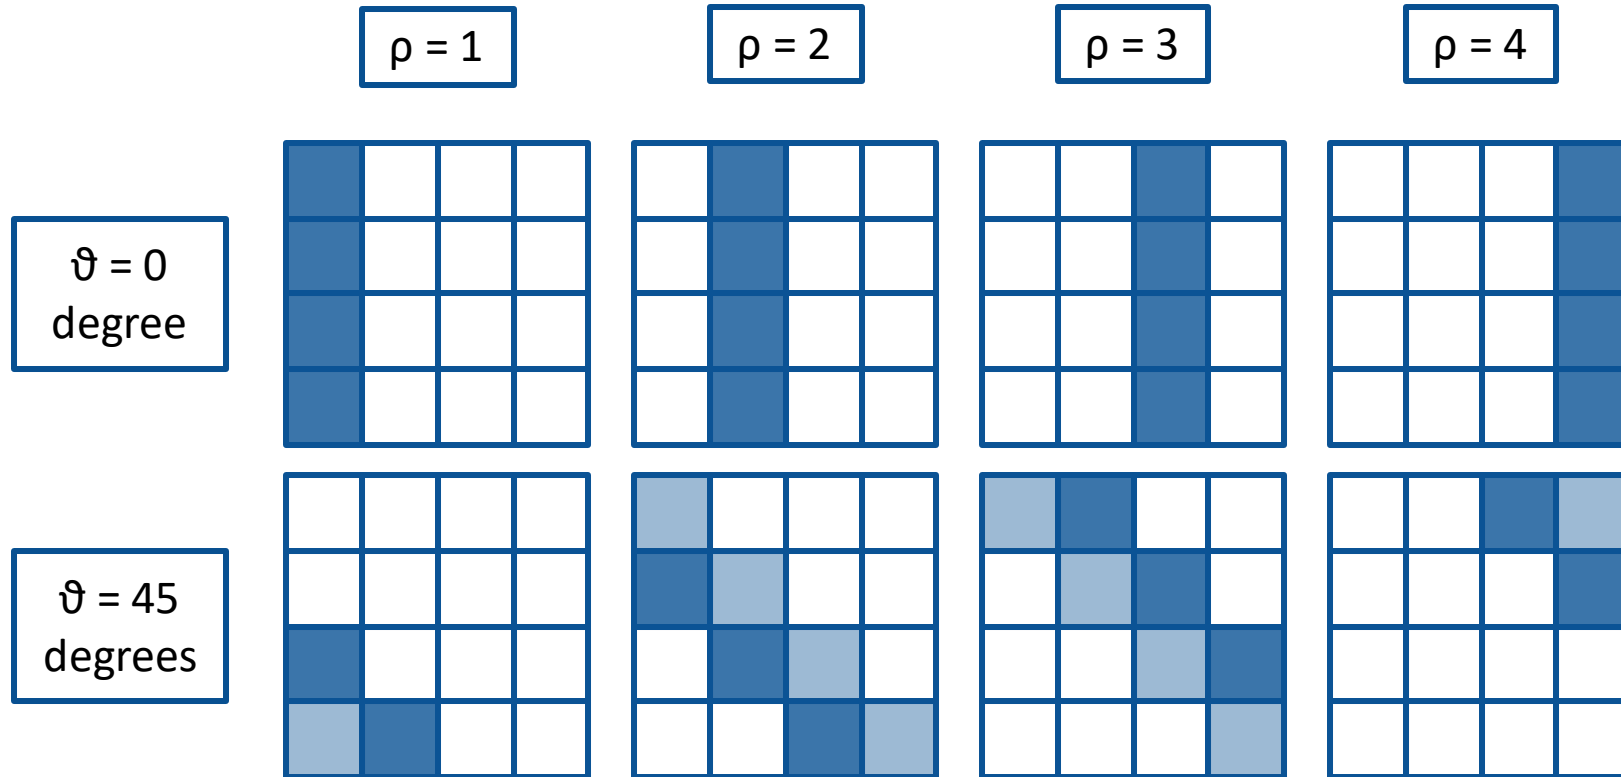 ρ = 1
ρ = 2
ρ = 3
ρ = 4
ϑ = 0
degree
ϑ = 45
degrees